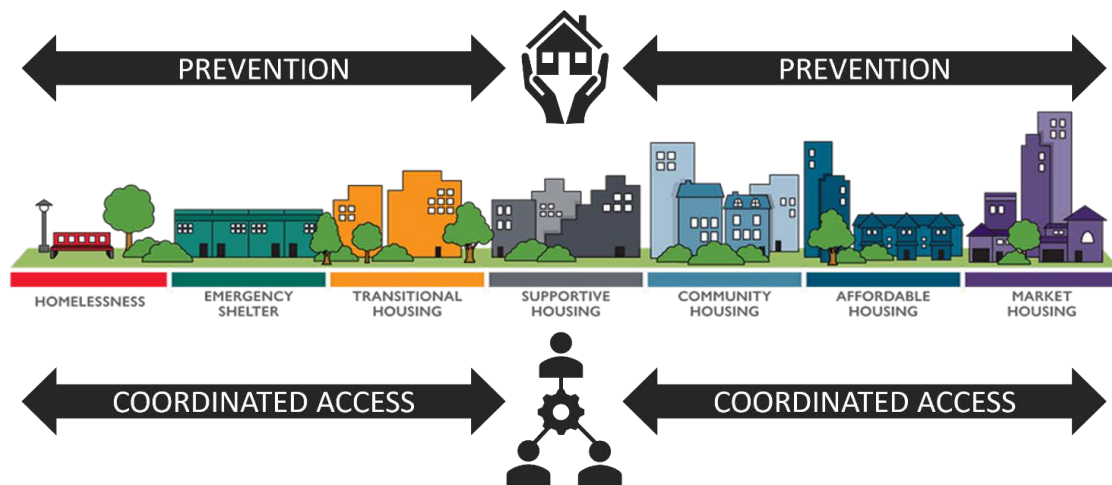 PREVENTION
PREVENTION
HOMELESSNESS
EMERGENCY
SHELTER
TRANSITIONAL
HOUSING
SUPPORTIVE
HOUSING
COMMUNITY
HOUSING
AFFORDABLE
HOUSING
MARKET
HOUSING
COORDINATED ACCESS
COORDINATED ACCESS